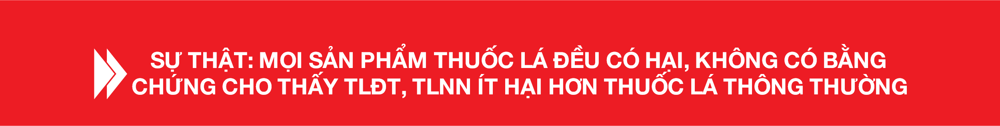 SỰ THẬT: MỌI SẢN PHẨM THUỐC LÁ ĐỀU CÓ HẠI, KHÔNG CÓ BẰNG
CHỨNG CHO THẤY TLĐT, TLNN ÍT HẠI HƠN THUỐC LÁ THÔNG THƯỜNG